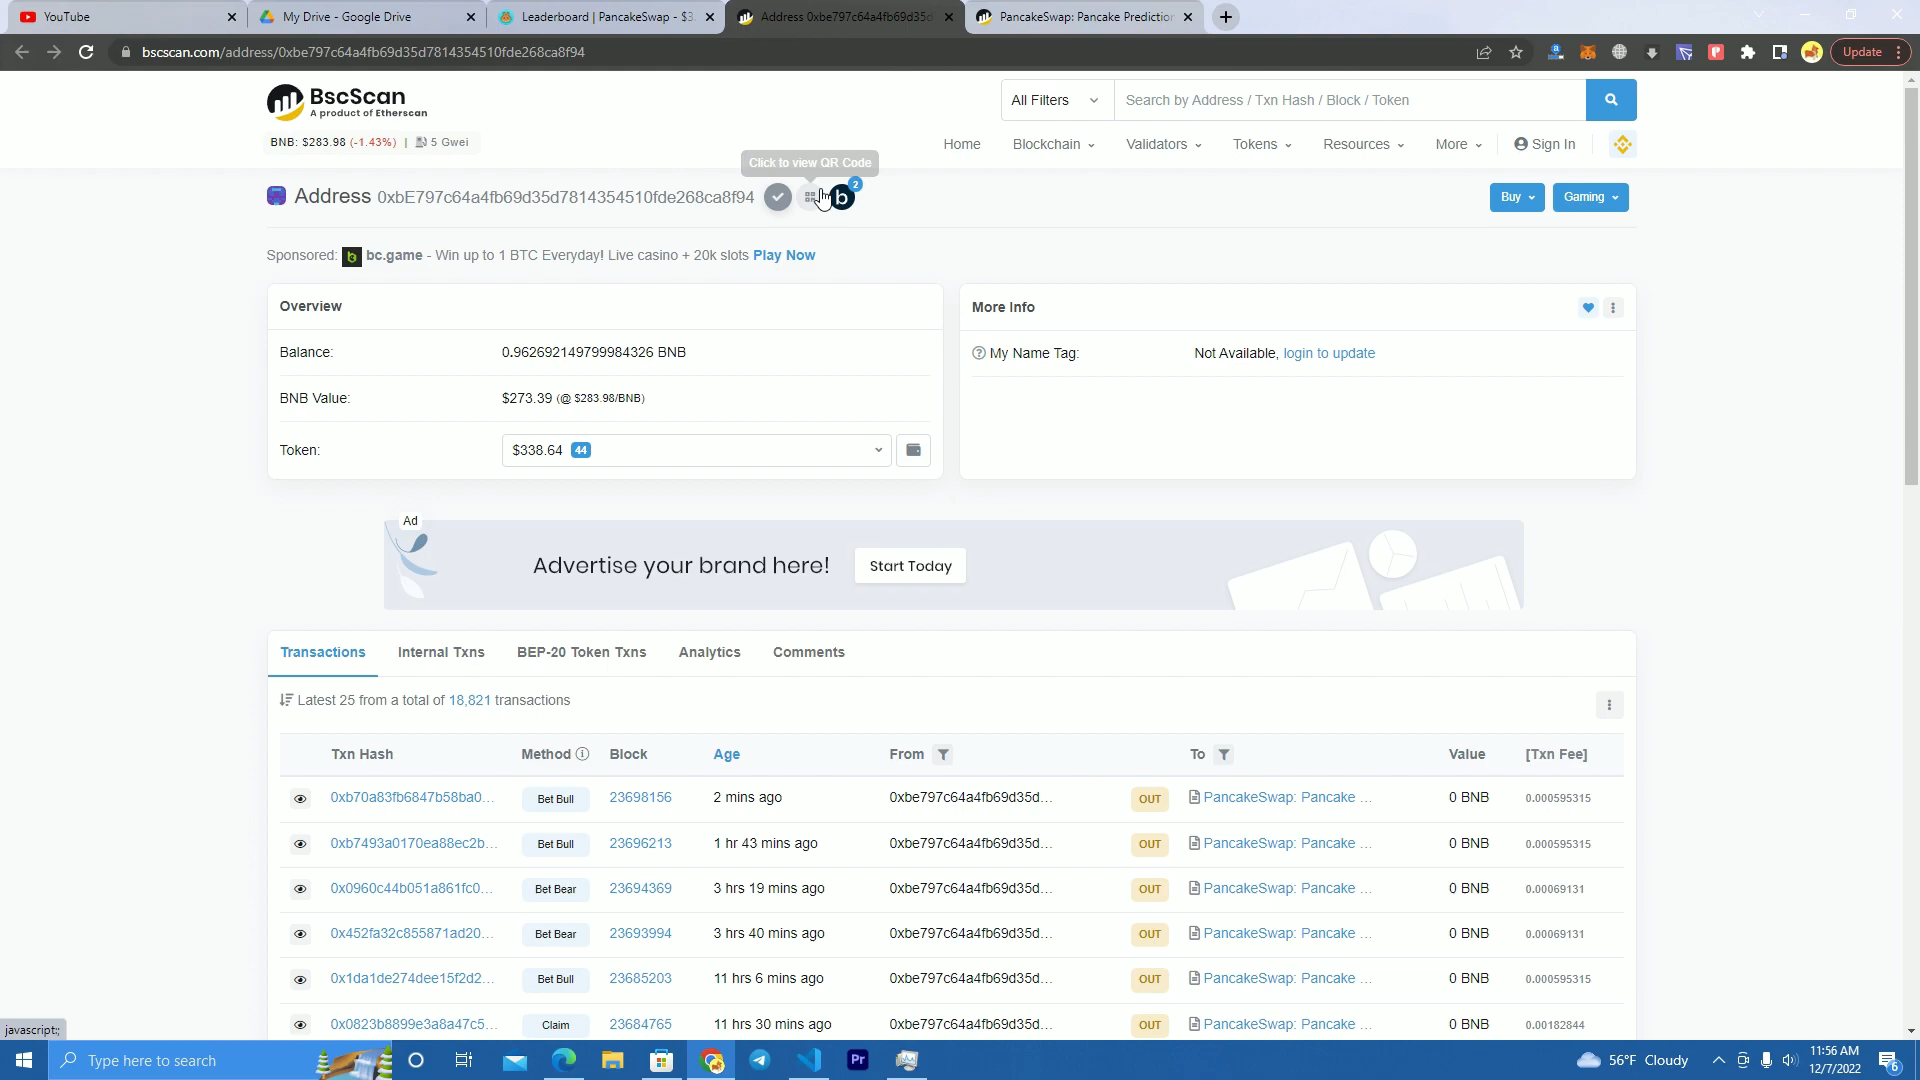 YouTube
My Drive - Google Drive
Leaderboard | PancakeSwap - $3.
Address 0xbe797c64a4fb69d35d
PancakeSwap: Pancake Prediction
bscscan.com/address/0xbe797c64a4fb69d35d7814354510fde268ca8f94
Update
BscScan
A product of Etherscan
All Filters
Search by Address / Txn Hash / Block / Token
BNB: $283.98 (-1.43%) | 5 Gwei
Home
Blockchain
Validators
Tokens
Resources
More
Sign In
Click to view QR Code
Address 0xbE797c64a4fb69d35d7814354510fde268ca8f94
b
2
Buy
Gaming
Sponsored: bc.game - Win up to 1 BTC Everyday! Live casino + 20k slots Play Now
Overview
Balance:
0.962692149799984326 BNB
BNB Value:
$273.39 (@ $283.98/BNB)
Token:
$338.64 44
More Info
My Name Tag:
Not Available, login to update
Ad
Advertise your brand here!
Start Today
Transactions
Internal Txns
BEP-20 Token Txns
Analytics
Comments
Latest 25 from a total of 18,821 transactions
Txn Hash Method Block Age From To Value [Txn Fee]
0xb70a83fb6847b58ba0... Bet Bull 23698156 2 mins ago 0xbe797c64a4fb69d35d... OUT PancakeSwap: Pancake ... 0 BNB 0.000595315
0xb7493a0170ea88ec2b... Bet Bull 23696213 1 hr 43 mins ago 0xbe797c64a4fb69d35d... OUT PancakeSwap: Pancake ... 0 BNB 0.000595315
0x0960c44b051a861fc0... Bet Bear 23694369 3 hrs 19 mins ago 0xbe797c64a4fb69d35d... OUT PancakeSwap: Pancake ... 0 BNB 0.00069131
0x452fa32c855871ad20... Bet Bear 23693994 3 hrs 40 mins ago 0xbe797c64a4fb69d35d... OUT PancakeSwap: Pancake ... 0 BNB 0.00069131
0x1da1de274dee15f2d2... Bet Bull 23685203 11 hrs 6 mins ago 0xbe797c64a4fb69d35d... OUT PancakeSwap: Pancake ... 0 BNB 0.000595315
0x0823b8899e3a8a47c5... Claim 23684765 11 hrs 30 mins ago 0xbe797c64a4fb69d35d... OUT PancakeSwap: Pancake ... 0 BNB 0.00182844
javascript:;
Type here to search
Pr
56°F Cloudy
11:56 AM
12/7/2022
6